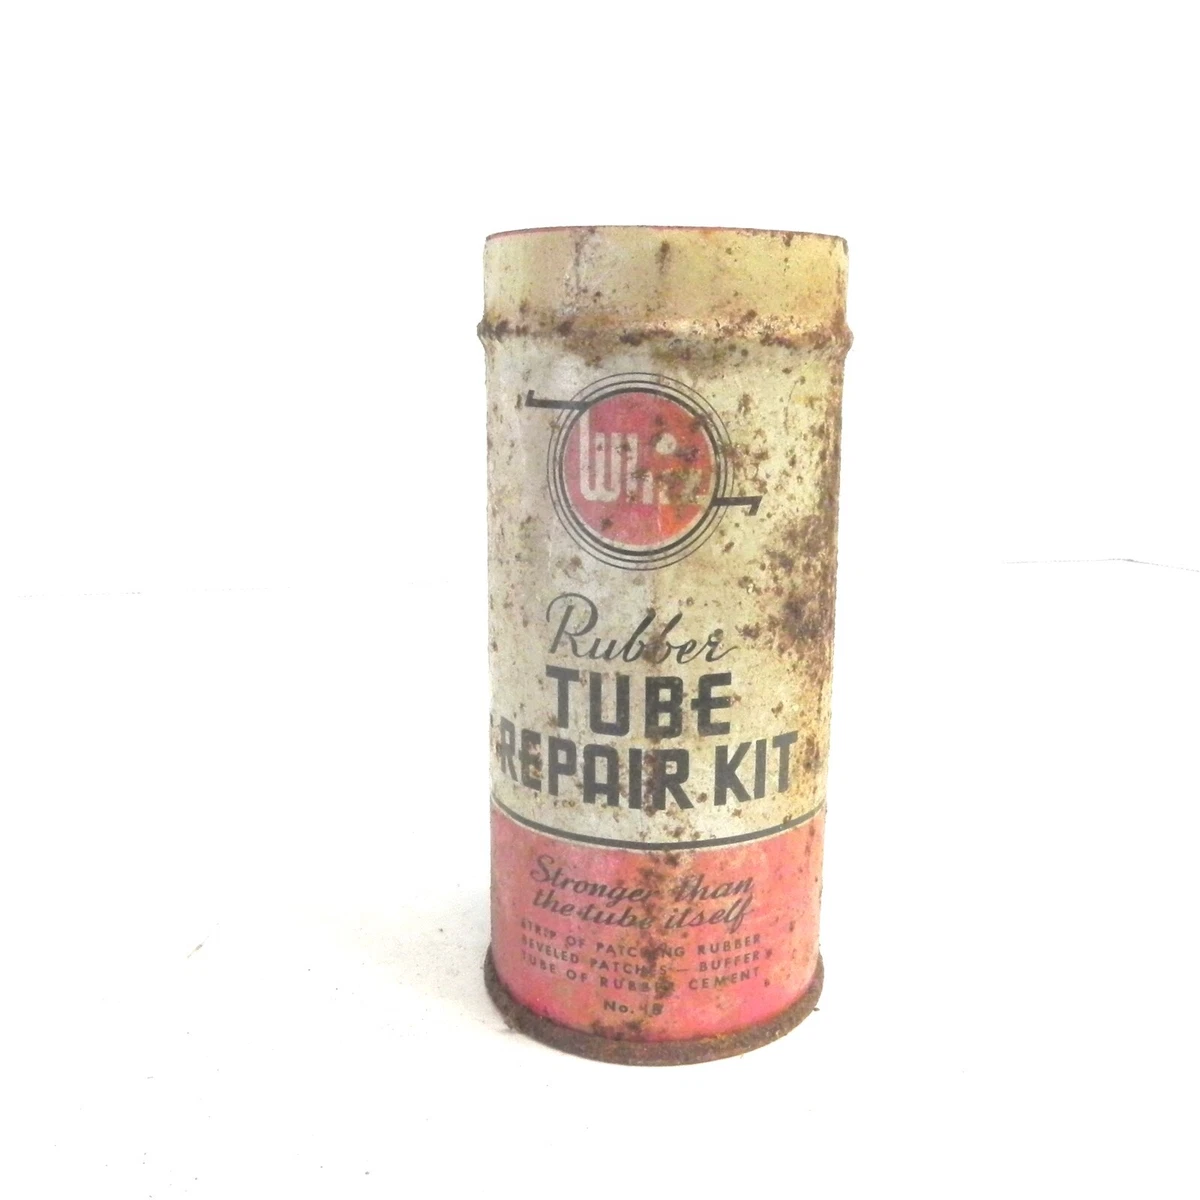 Whiz
Rubber
TUBE
REPAIR KIT
Stronger than
the tube itself
STRIP OF PATCHING RUBBER
BEVELED PATCHES — BUFFER
TUBE OF RUBBER CEMENT
No.